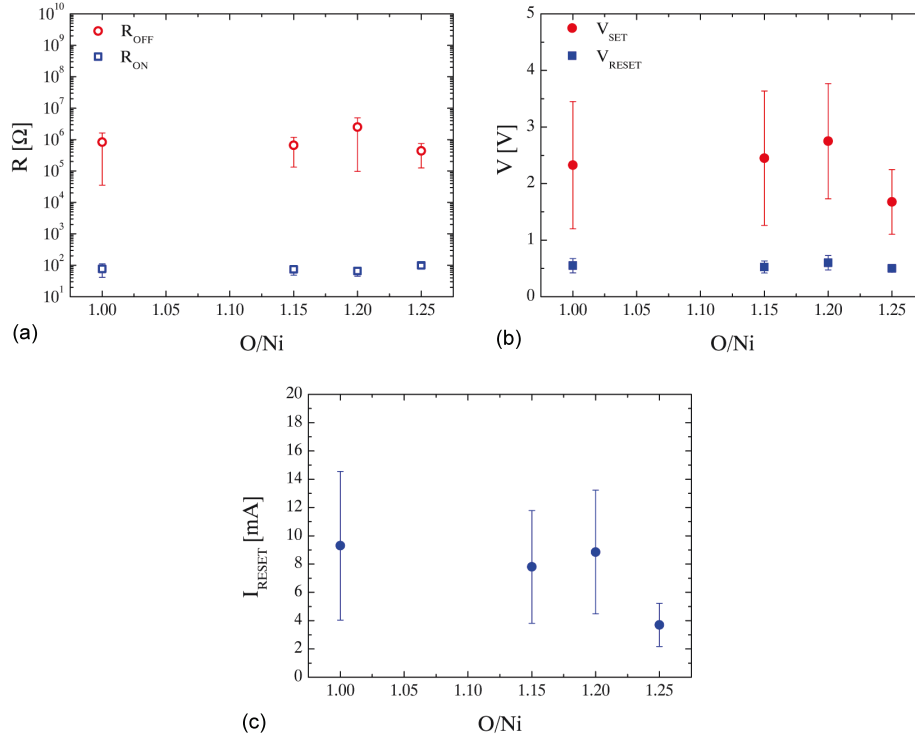 R_OFF
R_ON
10^10
10^9
10^8
10^7
10^6
10^5
10^4
10^3
10^2
10^1
R [Ω]
1.00 1.05 1.10 1.15 1.20 1.25
O/Ni
(a)
V_SET
V_RESET
5
4
3
2
1
0
V [V]
1.00 1.05 1.10 1.15 1.20 1.25
O/Ni
(b)
20
18
16
14
12
10
8
6
4
2
0
I_RESET [mA]
1.00 1.05 1.10 1.15 1.20 1.25
O/Ni
(c)